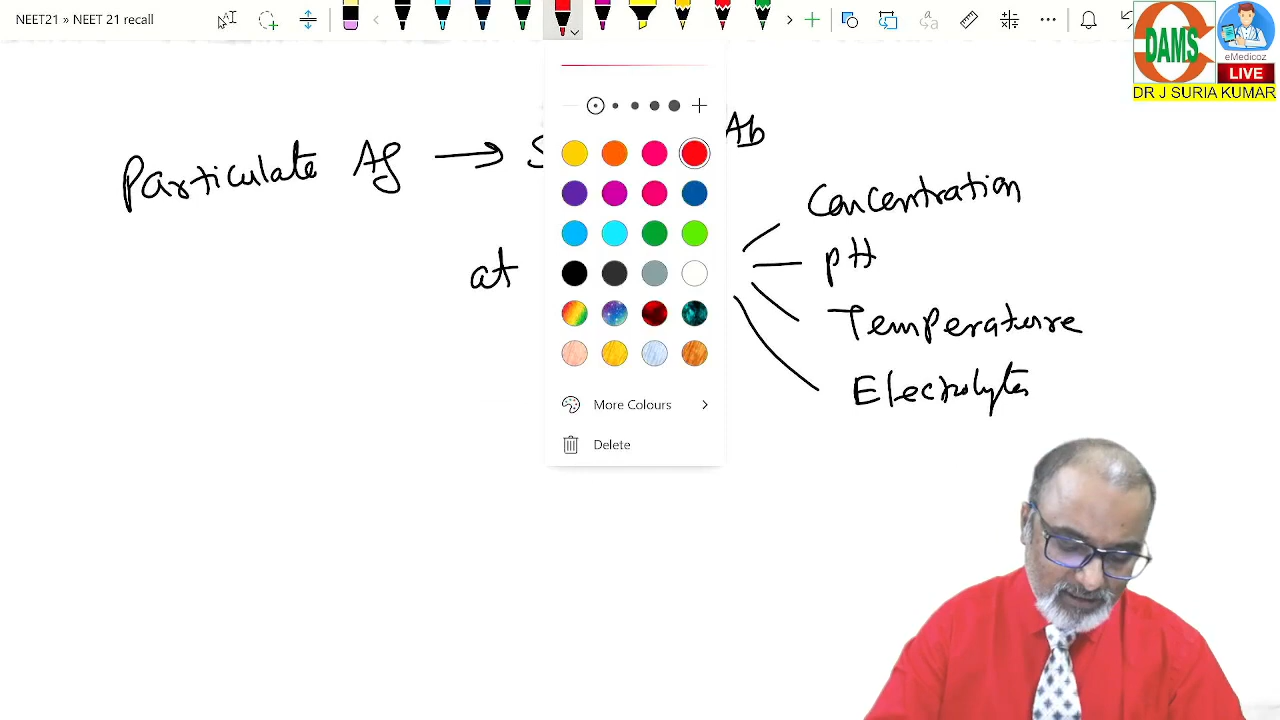 NEET21 » NEET 21 recall
DAMS
eMedicoz
LIVE
DR J SURIA KUMAR
Particulate Ag → S Ab
at
Concentration
pH
Temperature
Electrolytes
More Colours
Delete